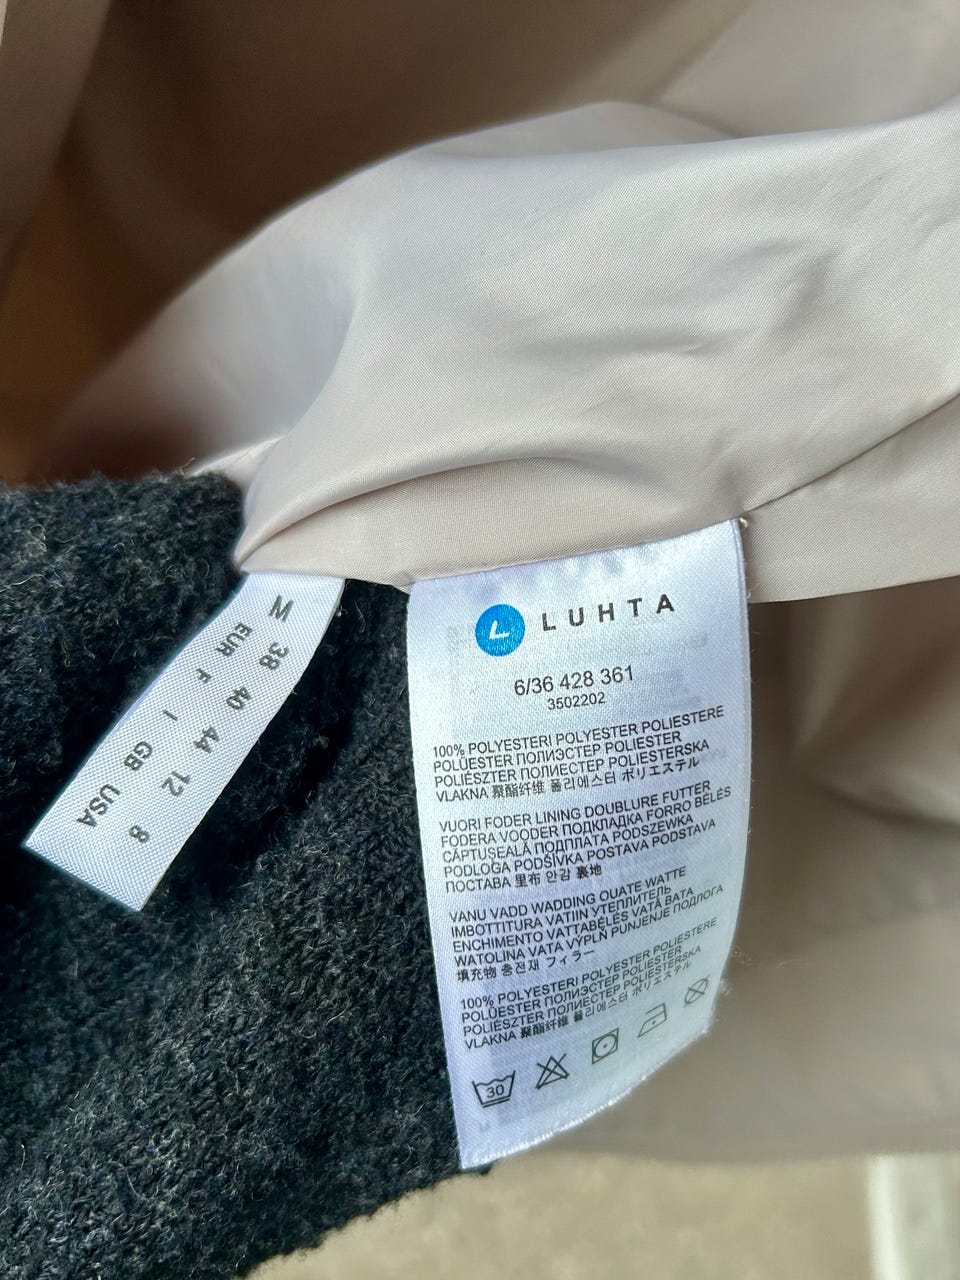 M
38 40 44 12 8
EUR F I GB USA
L LUHTA
6/36 428 361
3502202
100% POLYESTERI POLYESTER POLIESTERE
POLÜESTER ПОЛИЭСТЕР POLIESTER
POLIÉSZTER ПОЛИЕСТЕР POLIESTERSKA
VLAKNA 聚酯纤维 폴리에스터 ポリエステル
VUORI FODER LINING DOUBLURE FUTTER
FODERA VOODER ПОДКЛАДКА FORRO BÉLÉS
CĂPTUŞEALĂ ПОДПЛАТА PODSZEWKA
PODLOGA PODŠÍVKA POSTAVA PODSTAVA
ПОСТАВА 里布 안감 裏地
VANU VADD WADDING OUATE WATTE
IMBOTTITURA VATIIN УТЕПЛИТЕЛЬ
ENCHIMENTO VATTABÉLÉS VATĂ ВАТА
WATOLINA VATA VÝPLŇ PUNJENJE ПОДЛОГА
填充物 충전재 フィラー
100% POLYESTERI POLYESTER POLIESTERE
POLÜESTER ПОЛИЭСТЕР POLIESTER
POLIÉSZTER ПОЛИЕСТЕР POLIESTERSKA
VLAKNA 聚酯纤维 폴리에스터 ポリエステル
30